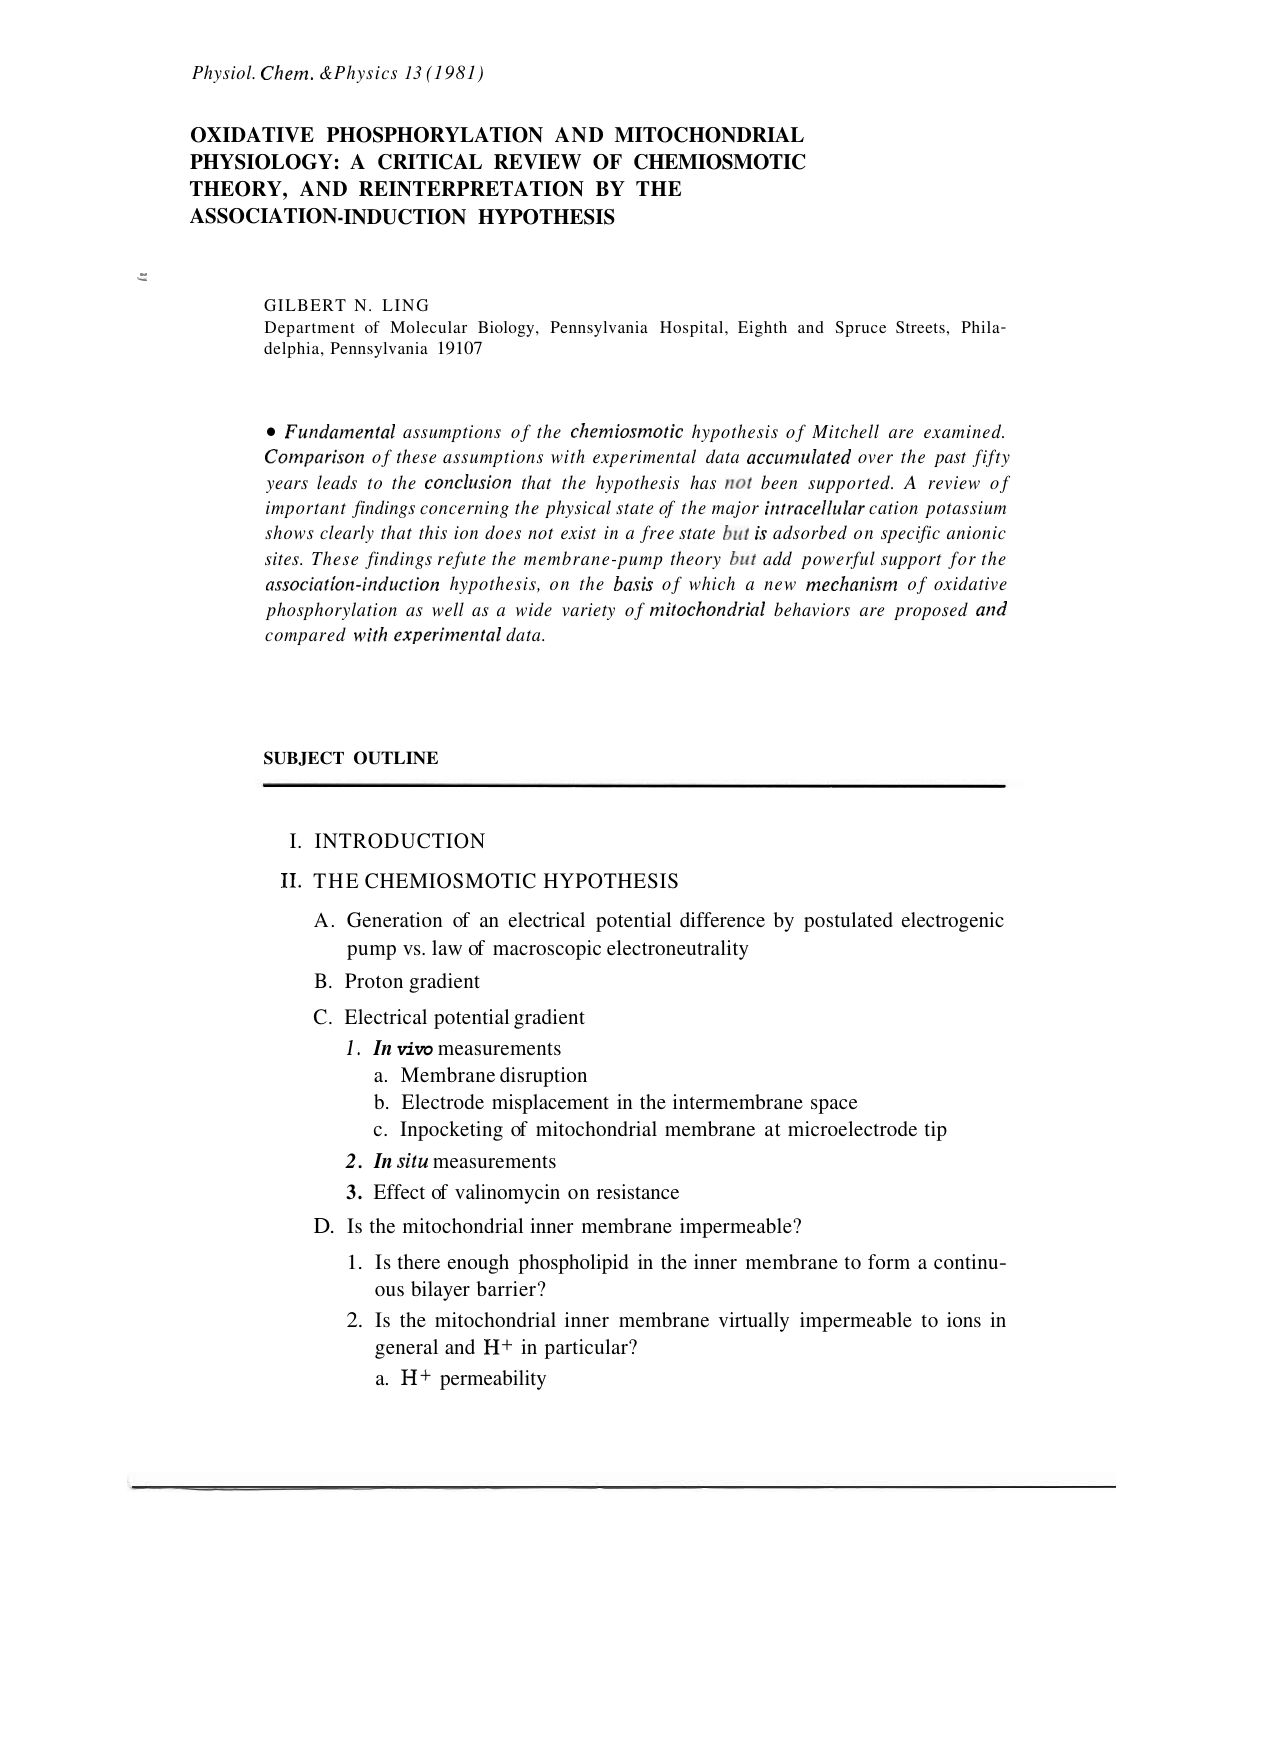 Physiol. Chem. & Physics 13 (1981)
OXIDATIVE PHOSPHORYLATION AND MITOCHONDRIAL
PHYSIOLOGY: A CRITICAL REVIEW OF CHEMIOSMOTIC
THEORY, AND REINTERPRETATION BY THE
ASSOCIATION-INDUCTION HYPOTHESIS
GILBERT N. LING
Department of Molecular Biology, Pennsylvania Hospital, Eighth and Spruce Streets, Phila-
delphia, Pennsylvania 19107
• Fundamental assumptions of the chemiosmotic hypothesis of Mitchell are examined.
Comparison of these assumptions with experimental data accumulated over the past fifty
years leads to the conclusion that the hypothesis has not been supported. A review of
important findings concerning the physical state of the major intracellular cation potassium
shows clearly that this ion does not exist in a free state but is adsorbed on specific anionic
sites. These findings refute the membrane-pump theory but add powerful support for the
association-induction hypothesis, on the basis of which a new mechanism of oxidative
phosphorylation as well as a wide variety of mitochondrial behaviors are proposed and
compared with experimental data.
SUBJECT OUTLINE
I. INTRODUCTION
II. THE CHEMIOSMOTIC HYPOTHESIS
A. Generation of an electrical potential difference by postulated electrogenic
pump vs. law of macroscopic electroneutrality
B. Proton gradient
C. Electrical potential gradient
1. In vivo measurements
a. Membrane disruption
b. Electrode misplacement in the intermembrane space
c. Inpocketing of mitochondrial membrane at microelectrode tip
2. In situ measurements
3. Effect of valinomycin on resistance
D. Is the mitochondrial inner membrane impermeable?
1. Is there enough phospholipid in the inner membrane to form a continu-
ous bilayer barrier?
2. Is the mitochondrial inner membrane virtually impermeable to ions in
general and H+ in particular?
a. H+ permeability